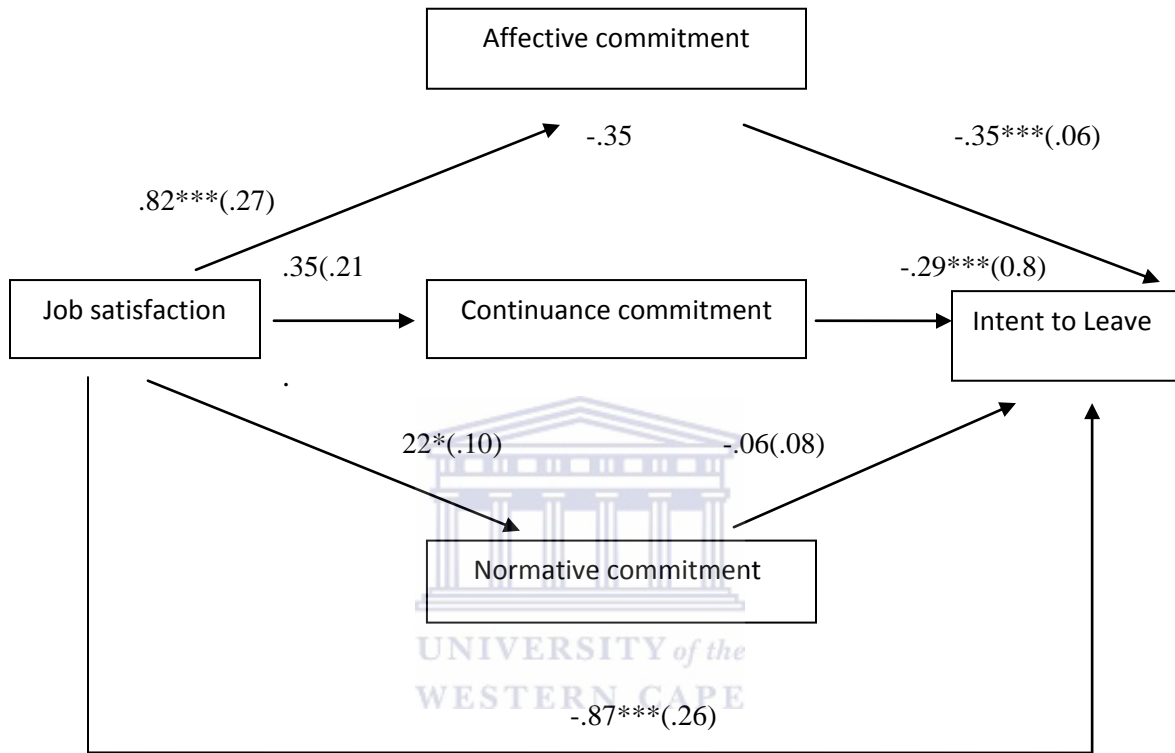 Affective commitment
-.35
-.35***(.06)
.82***(.27)
.35(.21
-.29***(0.8)
Job satisfaction
Continuance commitment
Intent to Leave
.
22*(.10)
-.06(.08)
Normative commitment
UNIVERSITY of the
WESTERN CAPE
-.87***(.26)